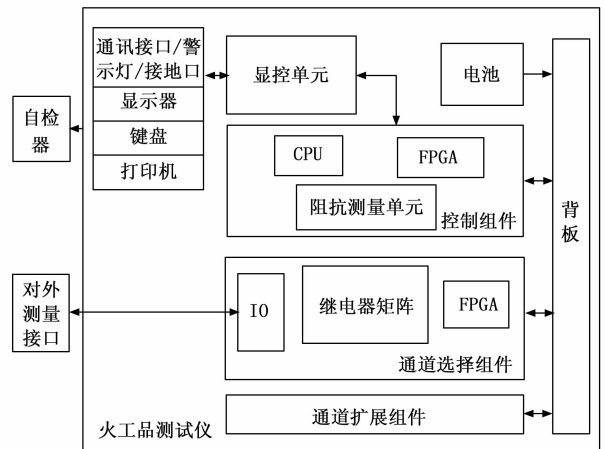 通讯接口/警
示灯/接地口
显示器
键盘
打印机
显控单元
电池
自检
器
CPU
FPGA
阻抗测量单元
控制组件
背
板
对外
测量
接口
IO
继电器矩阵
FPGA
通道选择组件
通道扩展组件
火工品测试仪